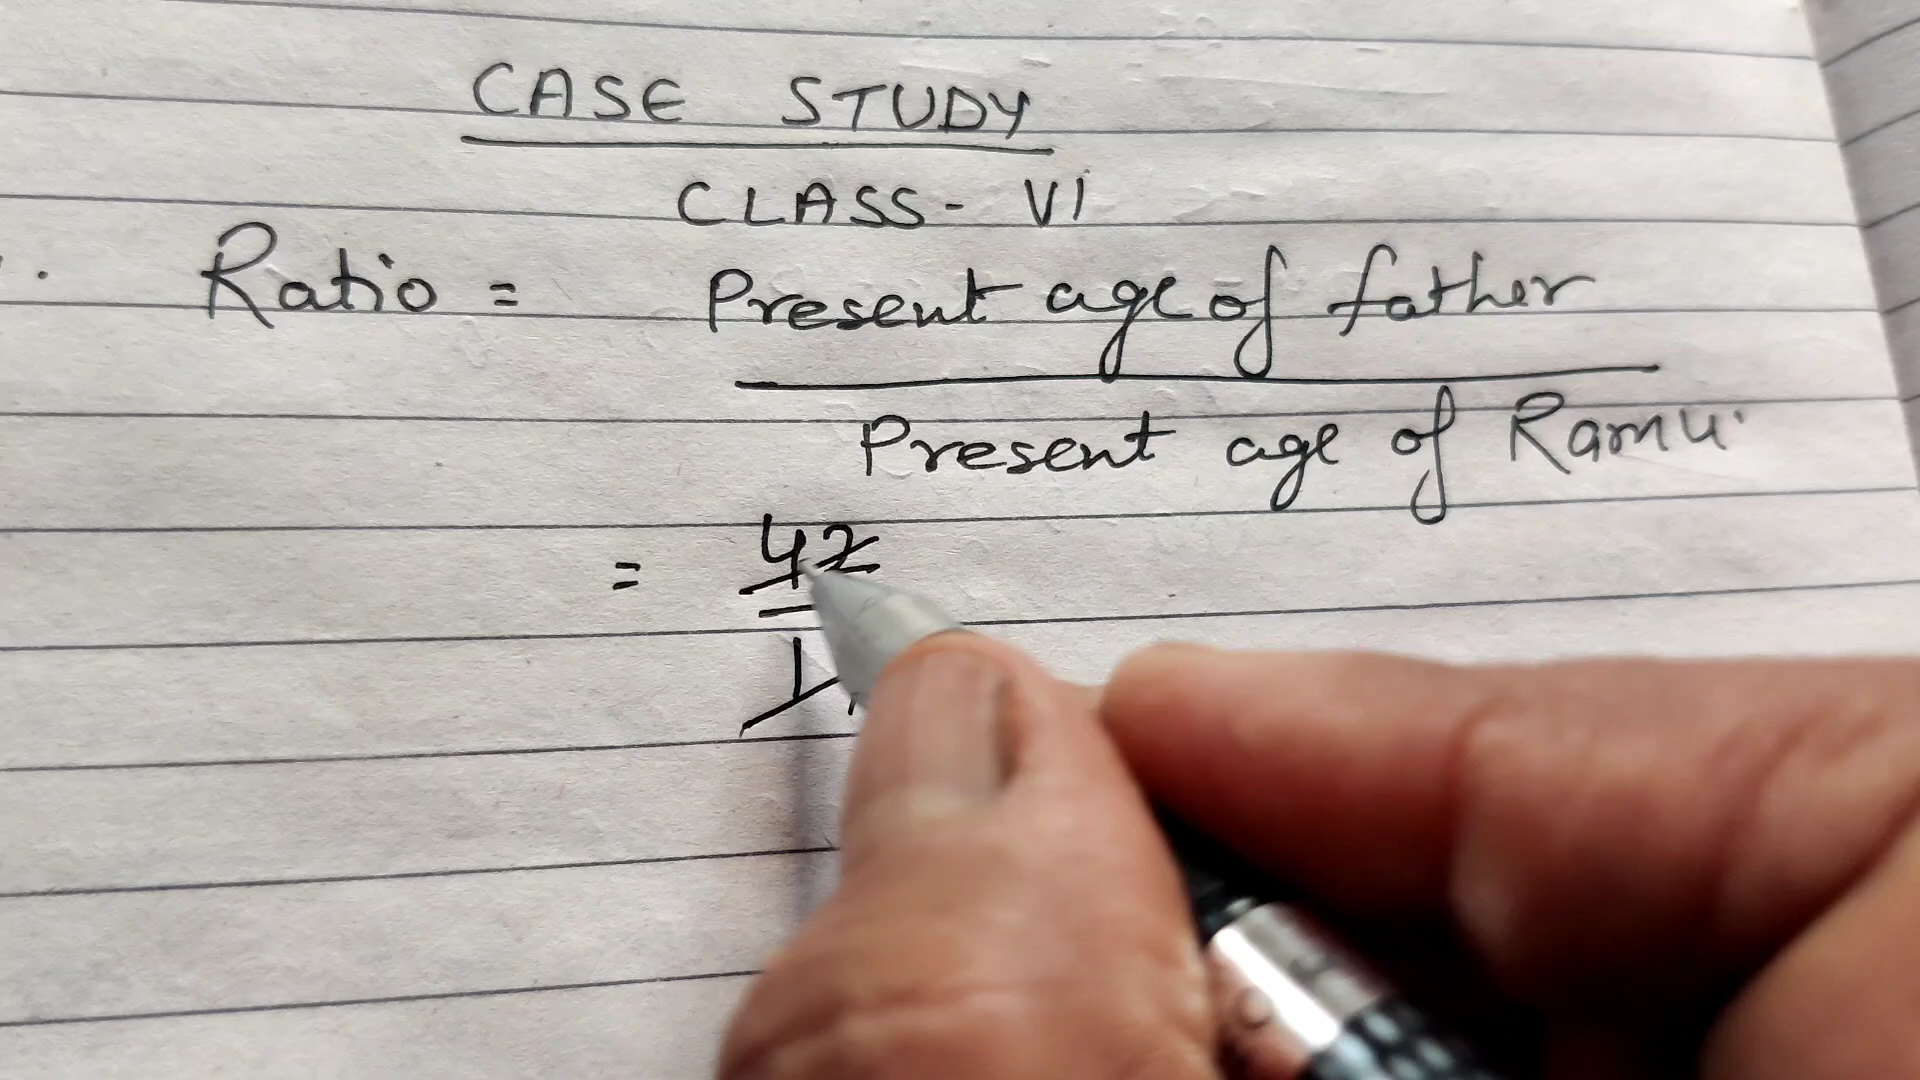 CASE STUDY
CLASS - VI
Ratio = Present age of father
Present age of Ramu.
= 42